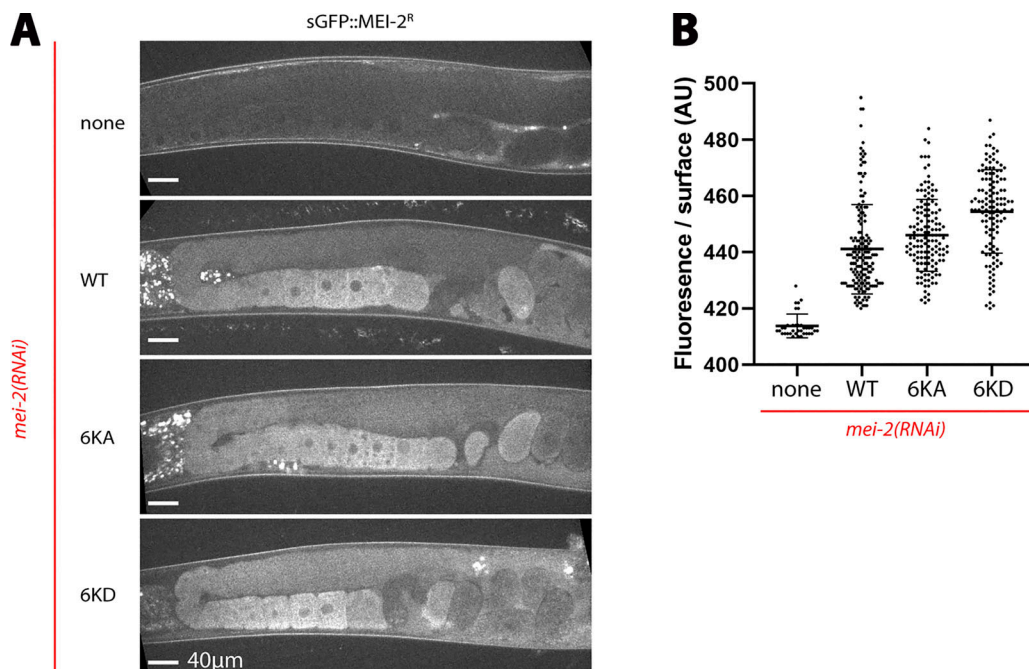 A
sGFP::MEI-2ᴿ
mei-2(RNAi)
none
WT
6KA
6KD
40µm
B
Fluoresence / surface (AU)
500
480
460
440
420
400
none WT 6KA 6KD
mei-2(RNAi)